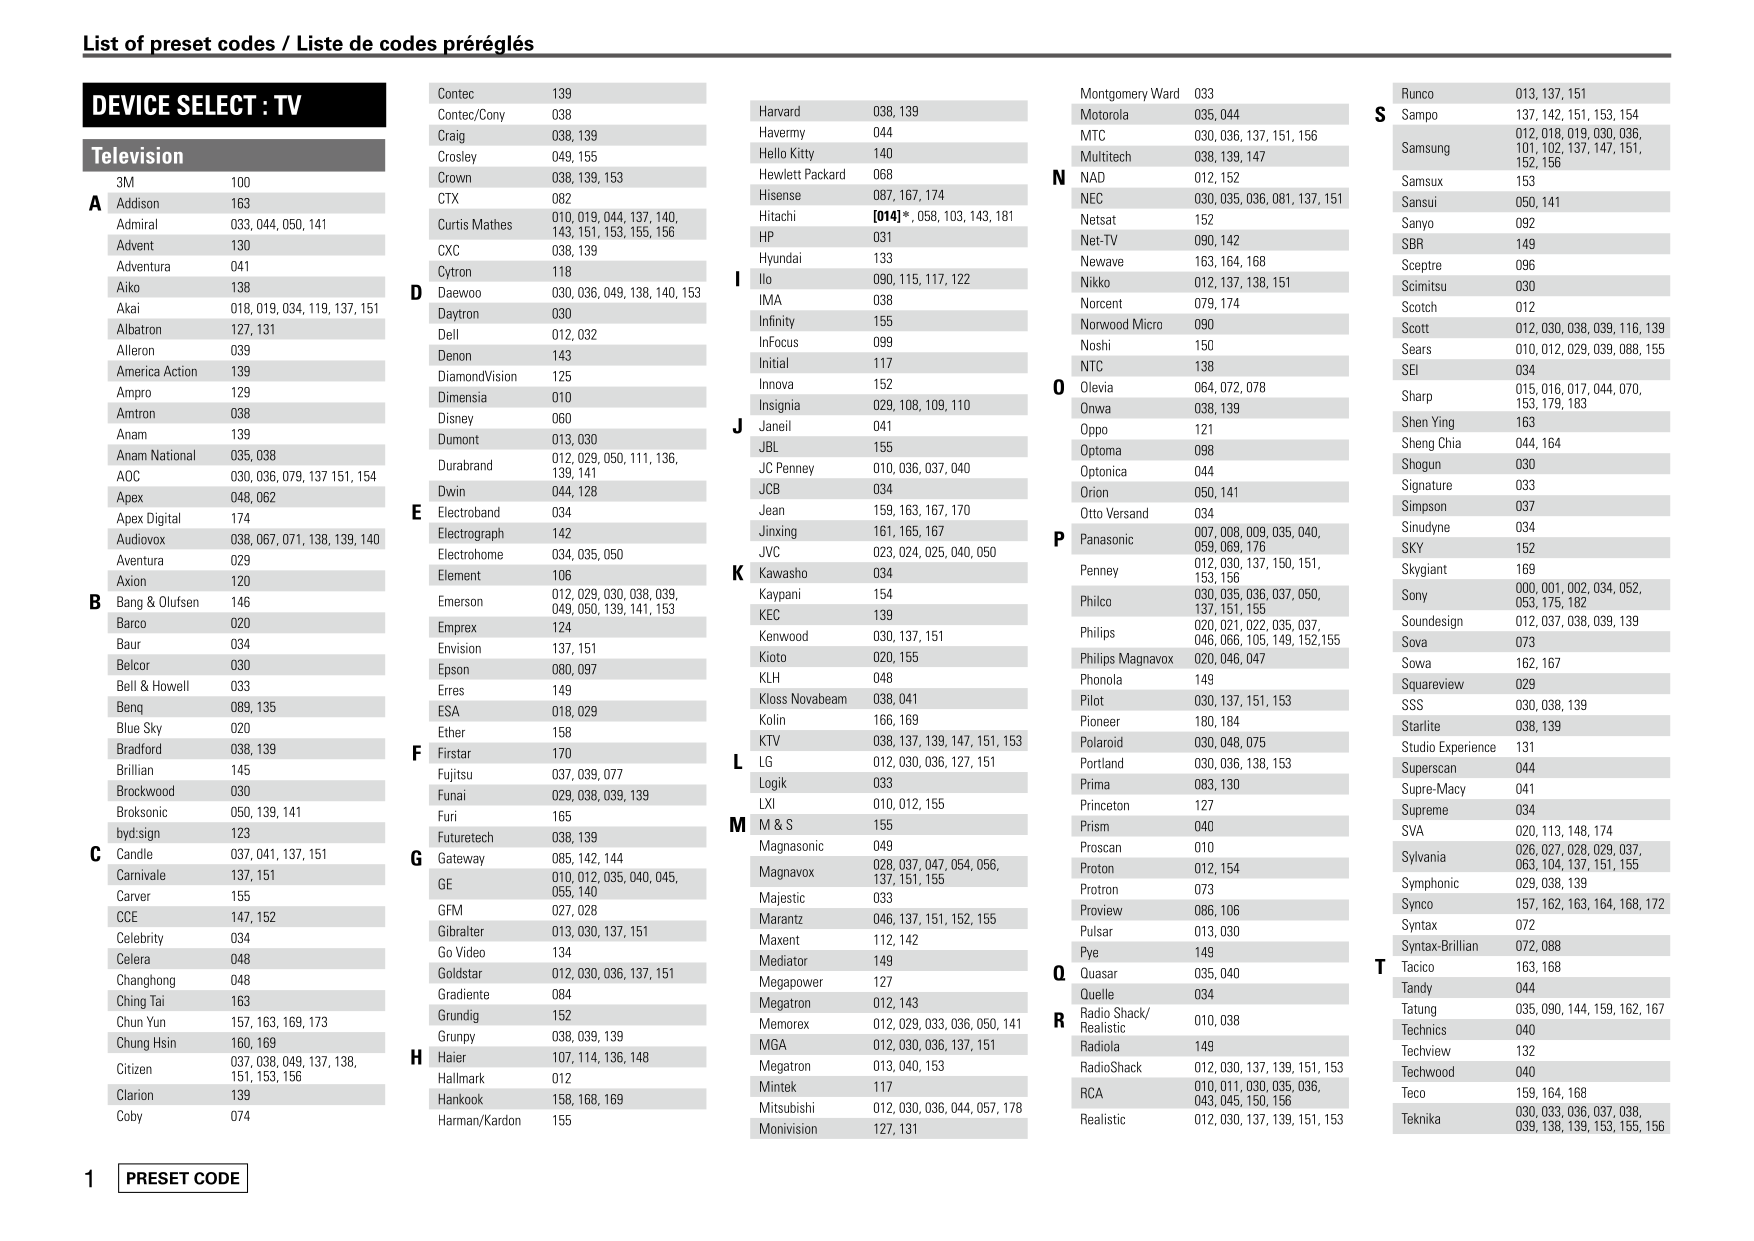 List of preset codes / Liste de codes préréglés
DEVICE SELECT : TV
Television
3M 100
A Addison 163
Admiral 033, 044, 050, 141
Advent 130
Adventura 041
Aiko 138
Akai 018, 019, 034, 119, 137, 151
Albatron 127, 131
Alleron 039
America Action 139
Ampro 129
Amtron 038
Anam 139
Anam National 035, 038
AOC 030, 036, 079, 137 151, 154
Apex 048, 062
Apex Digital 174
Audiovox 038, 067, 071, 138, 139, 140
Aventura 029
Axion 120
B Bang & Olufsen 146
Barco 020
Baur 034
Belcor 030
Bell & Howell 033
Benq 089, 135
Blue Sky 020
Bradford 038, 139
Brillian 145
Brockwood 030
Broksonic 050, 139, 141
byd:sign 123
C Candle 037, 041, 137, 151
Carnivale 137, 151
Carver 155
CCE 147, 152
Celebrity 034
Celera 048
Changhong 048
Ching Tai 163
Chun Yun 157, 163, 169, 173
Chung Hsin 160, 169
Citizen 037, 038, 049, 137, 138,
151, 153, 156
Clarion 139
Coby 074
Contec 139
Contec/Cony 038
Craig 038, 139
Crosley 049, 155
Crown 038, 139, 153
CTX 082
Curtis Mathes 010, 019, 044, 137, 140,
143, 151, 153, 155, 156
CXC 038, 139
Cytron 118
D Daewoo 030, 036, 049, 138, 140, 153
Daytron 030
Dell 012, 032
Denon 143
DiamondVision 125
Dimensia 010
Disney 060
Dumont 013, 030
Durabrand 012, 029, 050, 111, 136,
139, 141
Dwin 044, 128
E Electroband 034
Electrograph 142
Electrohome 034, 035, 050
Element 106
Emerson 012, 029, 030, 038, 039,
049, 050, 139, 141, 153
Emprex 124
Envision 137, 151
Epson 080, 097
Erres 149
ESA 018, 029
Ether 158
F Firstar 170
Fujitsu 037, 039, 077
Funai 029, 038, 039, 139
Furi 165
Futuretech 038, 139
G Gateway 085, 142, 144
GE 010, 012, 035, 040, 045,
055, 140
GFM 027, 028
Gibralter 013, 030, 137, 151
Go Video 134
Goldstar 012, 030, 036, 137, 151
Gradiente 084
Grundig 152
Grunpy 038, 039, 139
H Haier 107, 114, 136, 148
Hallmark 012
Hankook 158, 168, 169
Harman/Kardon 155
Harvard 038, 139
Havermy 044
Hello Kitty 140
Hewlett Packard 068
Hisense 087, 167, 174
Hitachi [014]*, 058, 103, 143, 181
HP 031
Hyundai 133
I Ilo 090, 115, 117, 122
IMA 038
Infinity 155
InFocus 099
Initial 117
Innova 152
Insignia 029, 108, 109, 110
J Janeil 041
JBL 155
JC Penney 010, 036, 037, 040
JCB 034
Jean 159, 163, 167, 170
Jinxing 161, 165, 167
JVC 023, 024, 025, 040, 050
K Kawasho 034
Kaypani 154
KEC 139
Kenwood 030, 137, 151
Kioto 020, 155
KLH 048
Kloss Novabeam 038, 041
Kolin 166, 169
KTV 038, 137, 139, 147, 151, 153
L LG 012, 030, 036, 127, 151
Logik 033
LXI 010, 012, 155
M M & S 155
Magnasonic 049
Magnavox 028, 037, 047, 054, 056,
137, 151, 155
Majestic 033
Marantz 046, 137, 151, 152, 155
Maxent 112, 142
Mediator 149
Megapower 127
Megatron 012, 143
Memorex 012, 029, 033, 036, 050, 141
MGA 012, 030, 036, 137, 151
Megatron 013, 040, 153
Mintek 117
Mitsubishi 012, 030, 036, 044, 057, 178
Monivision 127, 131
Montgomery Ward 033
Motorola 035, 044
MTC 030, 036, 137, 151, 156
Multitech 038, 139, 147
N NAD 012, 152
NEC 030, 035, 036, 081, 137, 151
Netsat 152
Net-TV 090, 142
Newave 163, 164, 168
Nikko 012, 137, 138, 151
Norcent 079, 174
Norwood Micro 090
Noshi 150
NTC 138
O Olevia 064, 072, 078
Onwa 038, 139
Oppo 121
Optoma 098
Optonica 044
Orion 050, 141
Otto Versand 034
P Panasonic 007, 008, 009, 035, 040,
059, 069, 176
Penney 012, 030, 137, 150, 151,
153, 156
Philco 030, 035, 036, 037, 050,
137, 151, 155
Philips 020, 021, 022, 035, 037,
046, 066, 105, 149, 152,155
Philips Magnavox 020, 046, 047
Phonola 149
Pilot 030, 137, 151, 153
Pioneer 180, 184
Polaroid 030, 048, 075
Portland 030, 036, 138, 153
Prima 083, 130
Princeton 127
Prism 040
Proscan 010
Proton 012, 154
Protron 073
Proview 086, 106
Pulsar 013, 030
Pye 149
Q Quasar 035, 040
Quelle 034
R Radio Shack/
Realistic 010, 038
Radiola 149
RadioShack 012, 030, 137, 139, 151, 153
RCA 010, 011, 030, 035, 036,
043, 045, 150, 156
Realistic 012, 030, 137, 139, 151, 153
Runco 013, 137, 151
S Sampo 137, 142, 151, 153, 154
Samsung 012, 018, 019, 030, 036,
101, 102, 137, 147, 151,
152, 156
Samsux 153
Sansui 050, 141
Sanyo 092
SBR 149
Sceptre 096
Scimitsu 030
Scotch 012
Scott 012, 030, 038, 039, 116, 139
Sears 010, 012, 029, 039, 088, 155
SEI 034
Sharp 015, 016, 017, 044, 070,
153, 179, 183
Shen Ying 163
Sheng Chia 044, 164
Shogun 030
Signature 033
Simpson 037
Sinudyne 034
SKY 152
Skygiant 169
Sony 000, 001, 002, 034, 052,
053, 175, 182
Soundesign 012, 037, 038, 039, 139
Sova 073
Sowa 162, 167
Squareview 029
SSS 030, 038, 139
Starlite 038, 139
Studio Experience 131
Superscan 044
Supre-Macy 041
Supreme 034
SVA 020, 113, 148, 174
Sylvania 026, 027, 028, 029, 037,
063, 104, 137, 151, 155
Symphonic 029, 038, 139
Synco 157, 162, 163, 164, 168, 172
Syntax 072
Syntax-Brillian 072, 088
T Tacico 163, 168
Tandy 044
Tatung 035, 090, 144, 159, 162, 167
Technics 040
Techview 132
Techwood 040
Teco 159, 164, 168
Teknika 030, 033, 036, 037, 038,
039, 138, 139, 153, 155, 156
1 PRESET CODE